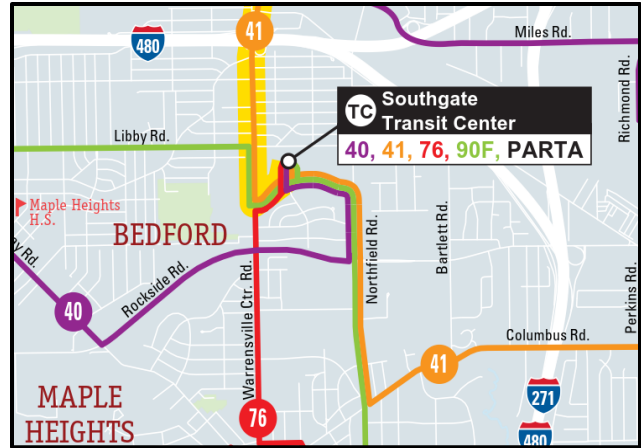 41
480
Miles Rd.
Richmond Rd.
TC Southgate
Transit Center
40, 41, 76, 90F, PARTA
Libby Rd.
Maple Heights
H.S.
BEDFORD
Northfield Rd.
Bartlett Rd.
Perkins Rd.
Rockside Rd.
Warrensville Ctr. Rd.
40
Columbus Rd.
41
MAPLE
HEIGHTS
76
271
480